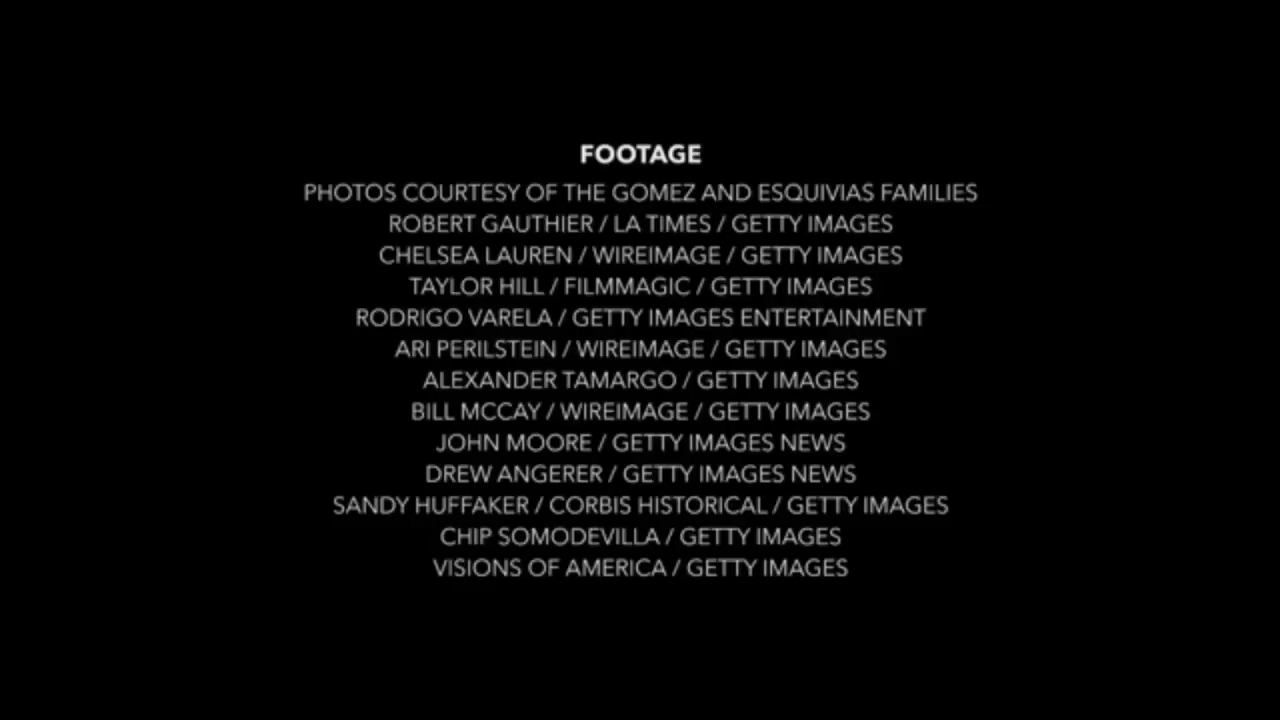 FOOTAGE
PHOTOS COURTESY OF THE GOMEZ AND ESQUIVIAS FAMILIES
ROBERT GAUTHIER / LA TIMES / GETTY IMAGES
CHELSEA LAUREN / WIREIMAGE / GETTY IMAGES
TAYLOR HILL / FILMMAGIC / GETTY IMAGES
RODRIGO VARELA / GETTY IMAGES ENTERTAINMENT
ARI PERILSTEIN / WIREIMAGE / GETTY IMAGES
ALEXANDER TAMARGO / GETTY IMAGES
BILL MCCAY / WIREIMAGE / GETTY IMAGES
JOHN MOORE / GETTY IMAGES NEWS
DREW ANGERER / GETTY IMAGES NEWS
SANDY HUFFAKER / CORBIS HISTORICAL / GETTY IMAGES
CHIP SOMODEVILLA / GETTY IMAGES
VISIONS OF AMERICA / GETTY IMAGES